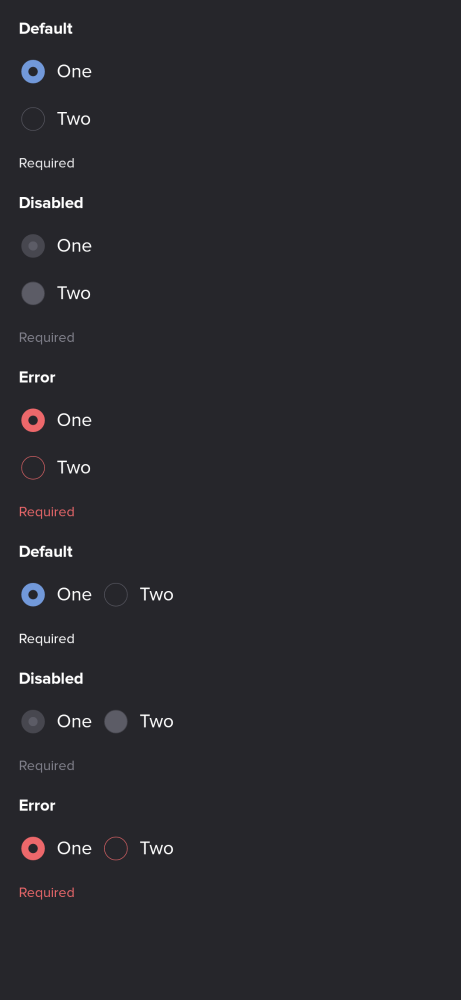 Default
One
Two
Required
Disabled
One
Two
Required
Error
One
Two
Required
Default
One Two
Required
Disabled
One Two
Required
Error
One Two
Required